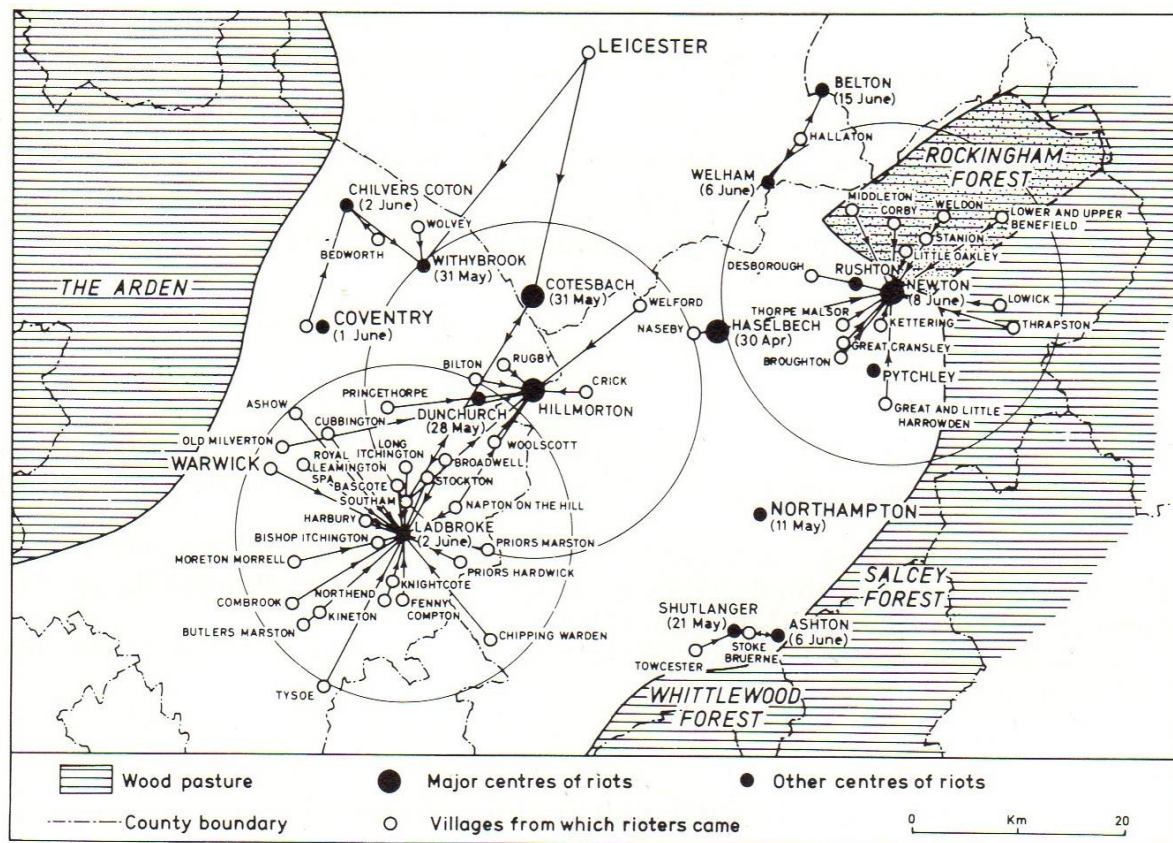 LEICESTER
BELTON
(15 June)
HALLATON
ROCKINGHAM
FOREST
WELHAM
(6 June)
MIDDLETON
CORBY
WELDON
LOWER AND UPPER
BENEFIELD
STANION
LITTLE OAKLEY
CHILVERS COTON
(2 June)
WOLVEY
BEDWORTH
WITHYBROOK
(31 May)
DESBOROUGH
RUSHTON
NEWTON
(8 June)
LOWICK
THE ARDEN
COTESBACH
(31 May)
WELFORD
THORPE MALSOR
KETTERING
THRAPSTON
COVENTRY
(1 June)
NASEBY
HASELBECH
(30 Apr)
GREAT CRANSLEY
BROUGHTON
PYTCHLEY
BILTON
RUGBY
CRICK
PRINCETHORPE
DUNCHURCH
(28 May)
HILLMORTON
GREAT AND LITTLE
HARROWDEN
ASHOW
CUBBINGTON
OLD MILVERTON
LONG
ITCHINGTON
WOOLSCOTT
WARWICK
ROYAL
LEAMINGTON
SPA
BROADWELL
BASCOTE
STOCKTON
SOUTHAM
NAPTON ON THE HILL
NORTHAMPTON
(11 May)
HARBURY
LADBROKE
(2 June)
BISHOP ITCHINGTON
PRIORS MARSTON
MORETON MORRELL
PRIORS HARDWICK
SALCEY
FOREST
KNIGHTCOTE
NORTHEND
COMBROOK
FENNY
COMPTON
KINETON
BUTLERS MARSTON
CHIPPING WARDEN
SHUTLANGER
(21 May)
ASHTON
(6 June)
STOKE
BRUERNE
TOWCESTER
TYSOE
WHITTLEWOOD
FOREST
Wood pasture
Major centres of riots
Other centres of riots
County boundary
Villages from which rioters came
0 Km 20